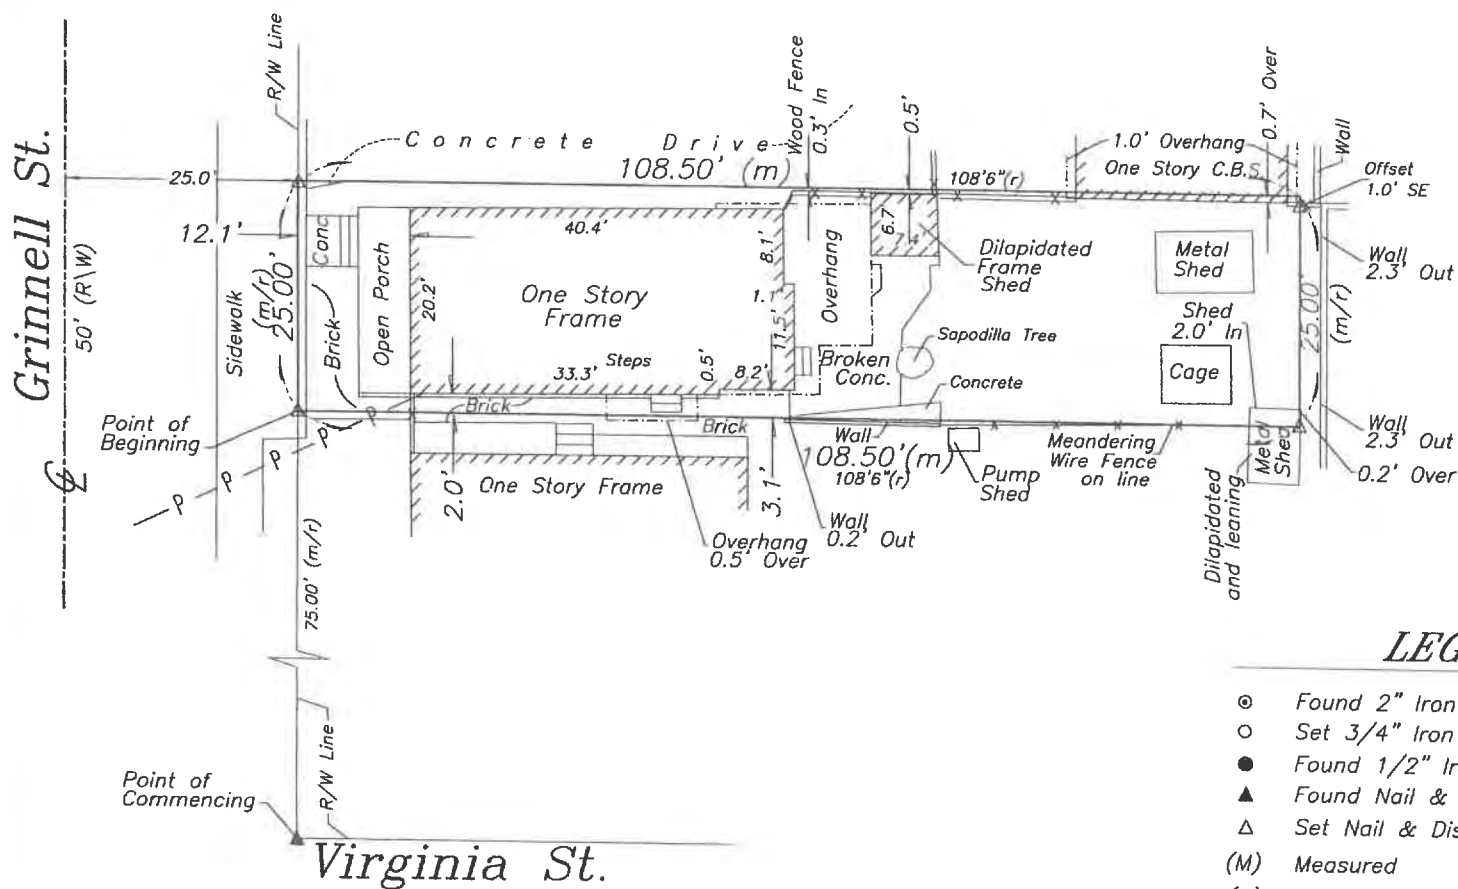 Grinnell St.
50' (R\W)
℄
R/W Line
25.0'
12.1'
Sidewalk
(m/r)
25.00'
Brick
Conc
Open Porch
Concrete Drive
108.50' (m)
Wood Fence
0.3' In
0.5'
108'6"(r)
1.0' Overhang
One Story C.B.S.
0.7' Over
Wall
Offset
1.0' SE
40.4'
20.2'
8.1'
1.1'
11.5'
One Story
Frame
Steps
33.3'
0.5'
8.2'
Overhang
6.7
7.4'
Dilapidated
Frame
Shed
Metal
Shed
Shed
2.0' In
Cage
Wall
2.3' Out
25.00'
(m/r)
Sapodilla Tree
Broken
Conc.
Concrete
Point of
Beginning
P
P
P
P
P
Brick
Brick
One Story Frame
2.0'
3.1'
Wall
108.50'(m)
108'6"(r)
Pump
Shed
Meandering
Wire Fence
on line
Metal
Shed
Wall
2.3' Out
0.2' Over
Dilapidated
and leaning
Wall
0.2' Out
Overhang
0.5' Over
75.00' (m/r)
R/W Line
Point of
Commencing
Virginia St.
LEG
Found 2" Iron
Set 3/4" Iron
Found 1/2" Ir
Found Nail &
Set Nail & Dis
(M) Measured